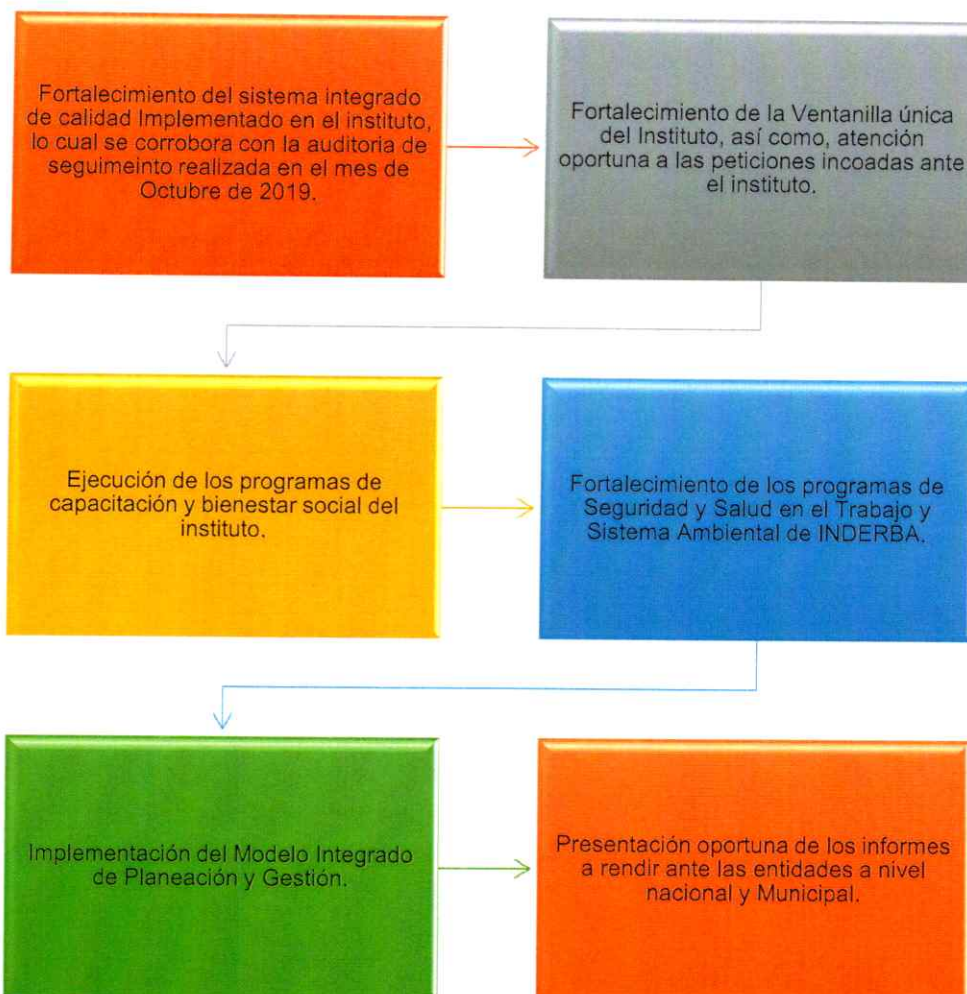 Fortalecimiento del sistema integrado
de calidad Implementado en el instituto,
lo cual se corrobora con la auditoria de
seguimeinto realizada en el mes de
Octubre de 2019.
Fortalecimiento de la Ventanilla única
del Instituto, así como, atención
oportuna a las peticiones incoadas ante
el instituto.
Ejecución de los programas de
capacitación y bienestar social del
instituto.
Fortalecimiento de los programas de
Seguridad y Salud en el Trabajo y
Sistema Ambiental de INDERBA.
Implementación del Modelo Integrado
de Planeación y Gestión.
Presentación oportuna de los informes
a rendir ante las entidades a nivel
nacional y Municipal.